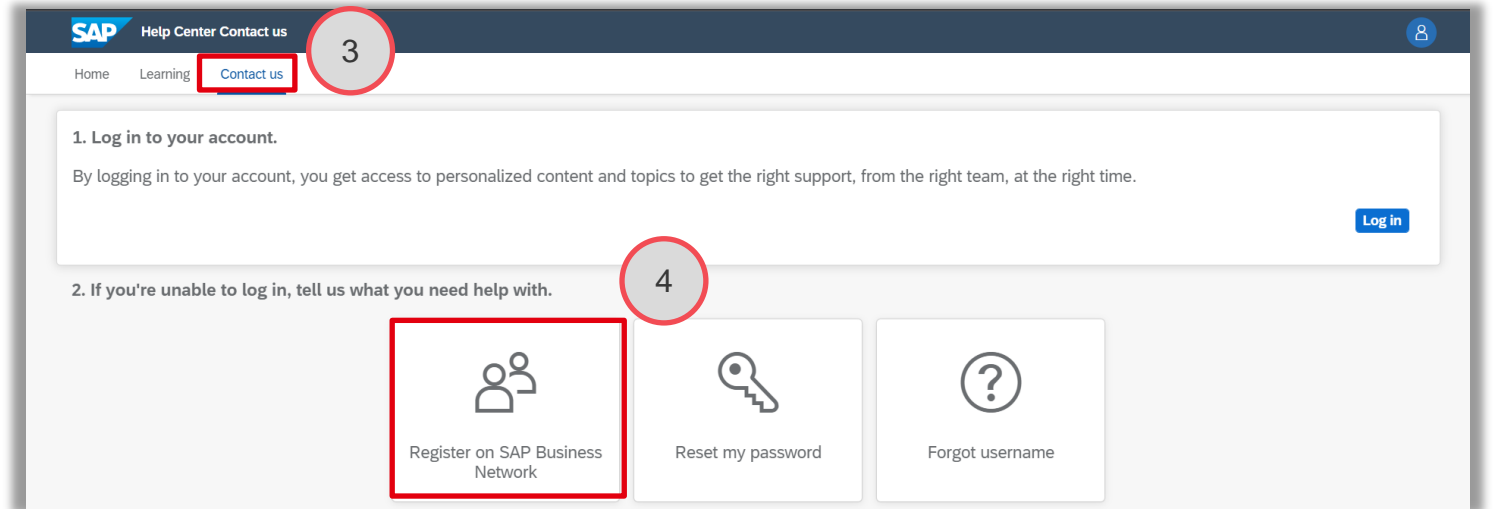 SAP Help Center Contact us
3
Home Learning Contact us
1. Log in to your account.
By logging in to your account, you get access to personalized content and topics to get the right support, from the right team, at the right time.
Log in
4
2. If you're unable to log in, tell us what you need help with.
Register on SAP Business
Network
Reset my password
Forgot username